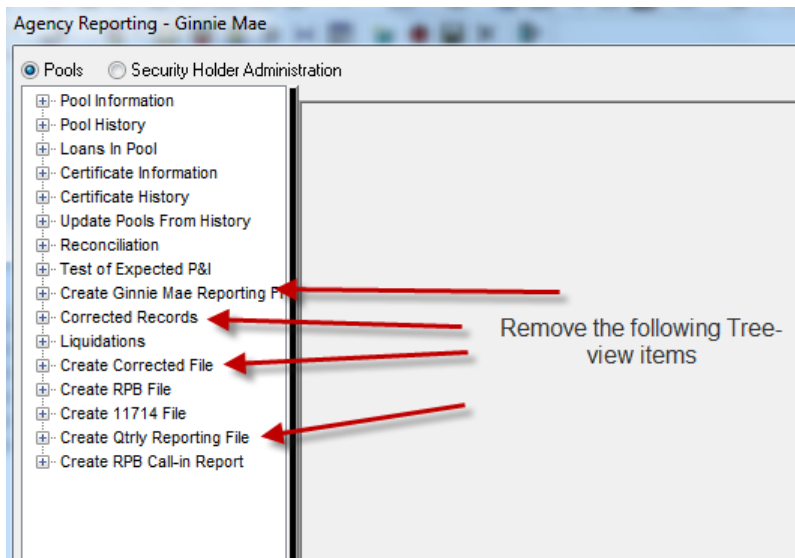 Agency Reporting - Ginnie Mae
Pools Security Holder Administration
Pool Information
Pool History
Loans In Pool
Certificate Information
Certificate History
Update Pools From History
Reconciliation
Test of Expected P&I
Create Ginnie Mae Reporting
Corrected Records
Liquidations
Create Corrected File
Create RPB File
Create 11714 File
Create Qtrly Reporting File
Create RPB Call-in Report
Remove the following Tree-
view items